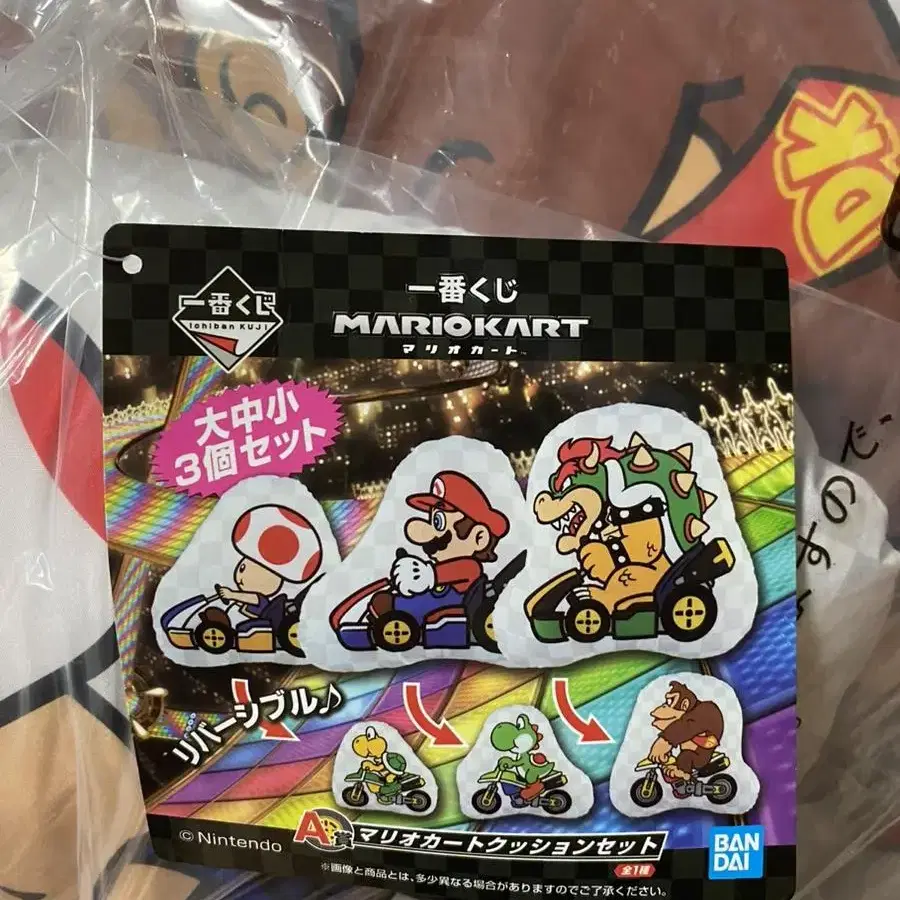 DK
一番くじ
Ichiban KUJI
一番くじ
MARIOKART
マリオカート
大中小
3個セット
リバーシブル♪
©Nintendo
A賞
マリオカートクッションセット
全1種
※画像と商品とは、多少異なる場合がありますのでご了承ください。
BAN
DAI